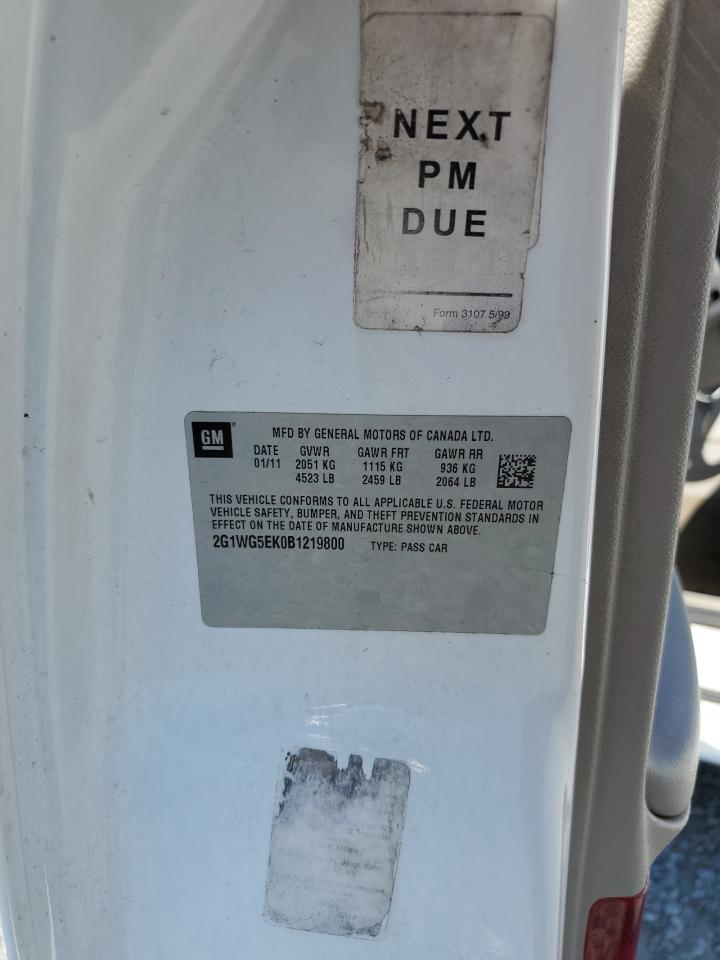 NEXT
PM
DUE
Form 3107 5/99
GM
MFD BY GENERAL MOTORS OF CANADA LTD.
DATE GVWR GAWR FRT GAWR RR
01/11 2051 KG 1115 KG 936 KG
4523 LB 2459 LB 2064 LB
THIS VEHICLE CONFORMS TO ALL APPLICABLE U.S. FEDERAL MOTOR
VEHICLE SAFETY, BUMPER, AND THEFT PREVENTION STANDARDS IN
EFFECT ON THE DATE OF MANUFACTURE SHOWN ABOVE.
2G1WG5EK0B1219800 TYPE: PASS CAR